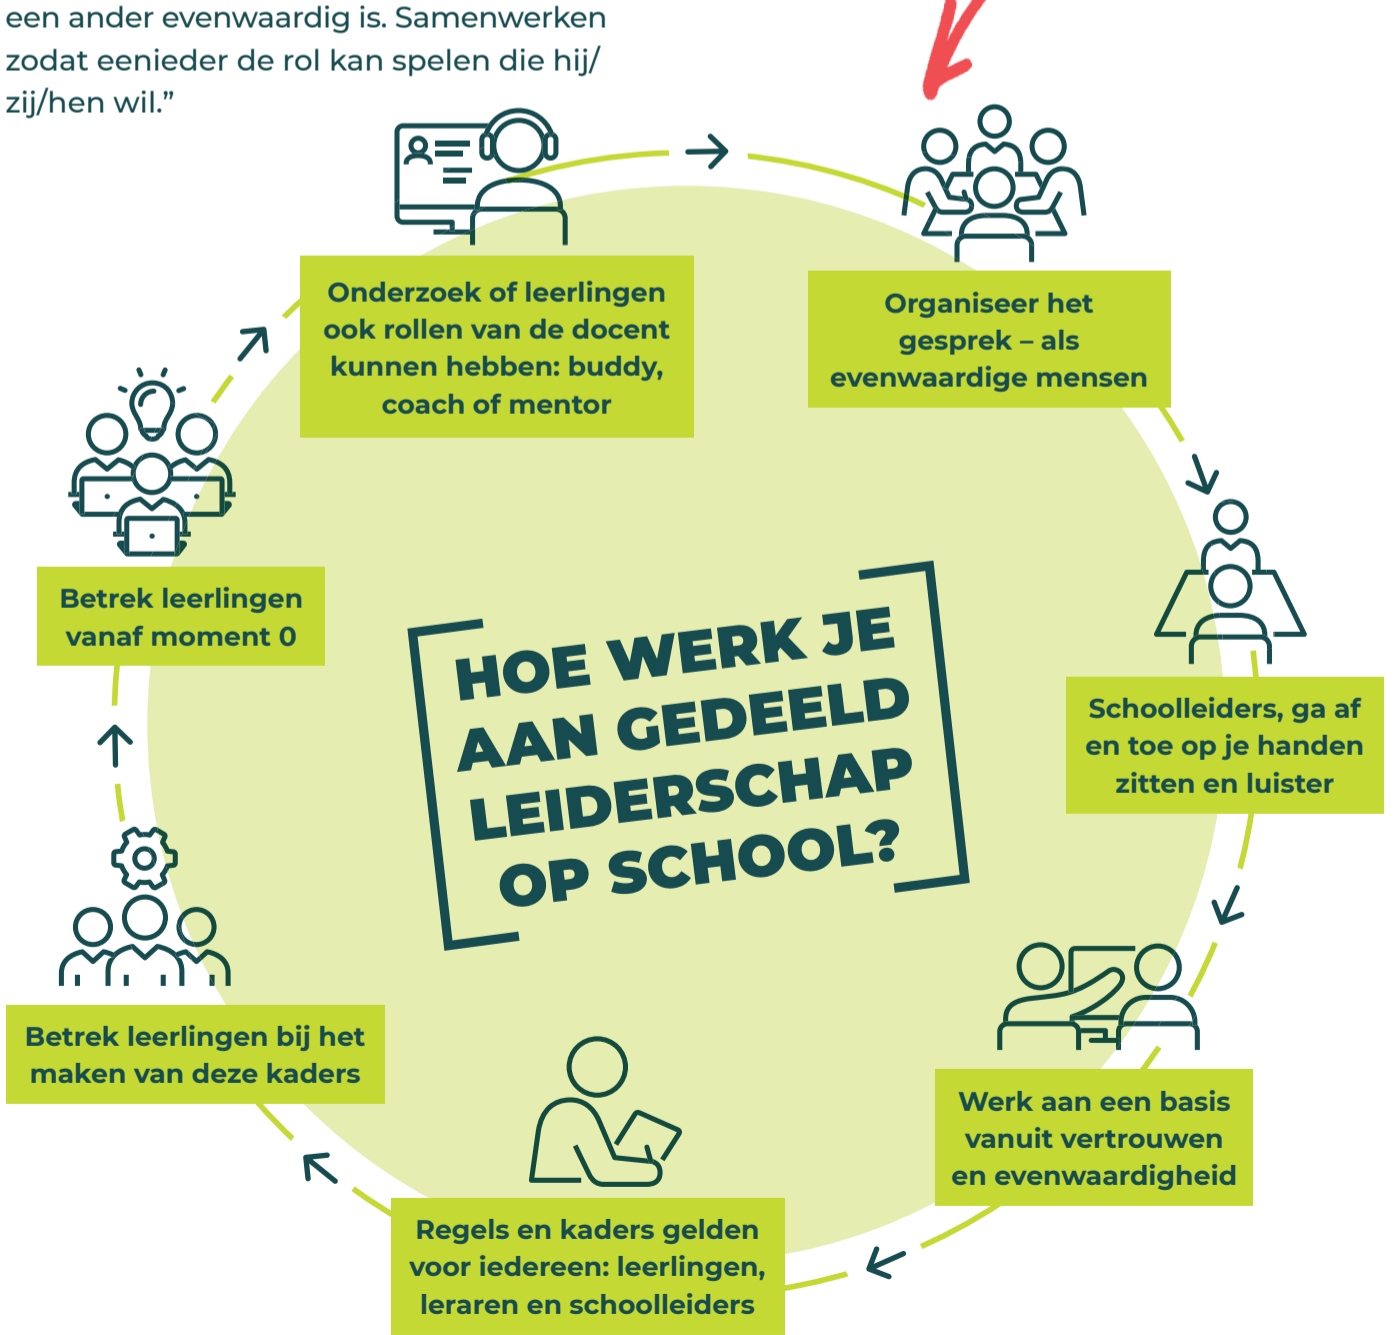 een ander evenwaardig is. Samenwerken
zodat eenieder de rol kan spelen die hij/
zij/hen wil.”
Onderzoek of leerlingen
ook rollen van de docent
kunnen hebben: buddy,
coach of mentor
Organiseer het
gesprek – als
evenwaardige mensen
Schoolleiders, ga af
en toe op je handen
zitten en luister
Werk aan een basis
vanuit vertrouwen
en evenwaardigheid
Regels en kaders gelden
voor iedereen: leerlingen,
leraren en schoolleiders
Betrek leerlingen bij het
maken van deze kaders
Betrek leerlingen
vanaf moment 0
HOE WERK JE
AAN GEDEELD
LEIDERSCHAP
OP SCHOOL?